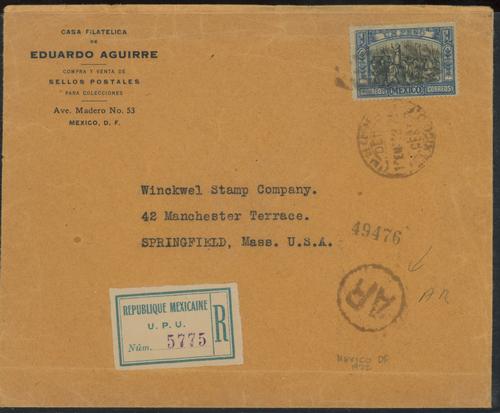 CASA FILATELICA
DE
EDUARDO AGUIRRE
COMPRA Y VENTA DE
SELLOS POSTALES
PARA COLECCIONES
Ave. Madero No. 53
MEXICO, D. F.
UN PESO
CORREOS MEXICO CORREOS
Winckwel Stamp Company.
42 Manchester Terrace.
SPRINGFIELD, Mass. U.S.A.
49476
AR
AR
REPUBLIQUE MEXICAINE
U. P. U.
R
Núm. 5775
MEXICO DF
1922